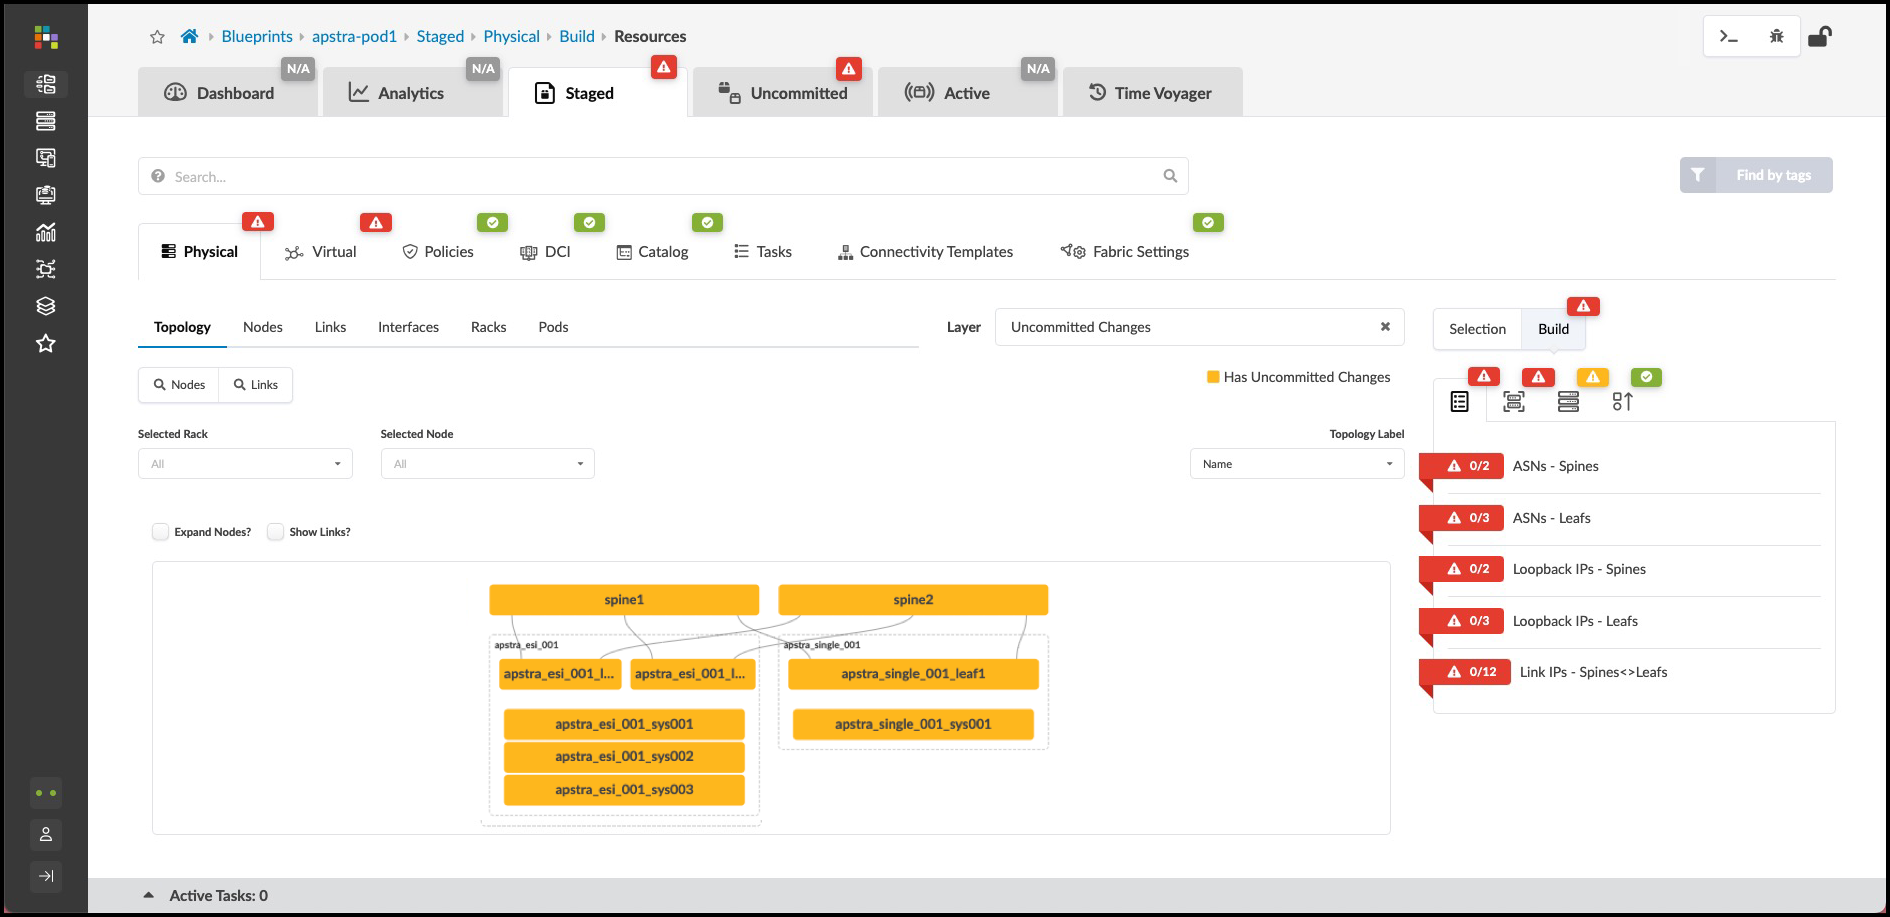 Blueprints apstra-pod1 Staged Physical Build Resources
N/A N/A N/A
Dashboard Analytics Staged Uncommitted Active Time Voyager
Search...
Find by tags
Physical Virtual Policies DCI Catalog Tasks Connectivity Templates Fabric Settings
Topology Nodes Links Interfaces Racks Pods
Layer Uncommitted Changes
Selection Build
Nodes Links
Has Uncommitted Changes
Selected Rack Selected Node Topology Label
All All Name
0/2 ASNs - Spines
0/3 ASNs - Leafs
0/2 Loopback IPs - Spines
0/3 Loopback IPs - Leafs
0/12 Link IPs - Spines<>Leafs
Expand Nodes? Show Links?
spine1 spine2
apstra_esi_001 apstra_single_001
apstra_esi_001_l... apstra_esi_001_l... apstra_single_001_leaf1
apstra_esi_001_sys001 apstra_single_001_sys001
apstra_esi_001_sys002
apstra_esi_001_sys003
Active Tasks: 0